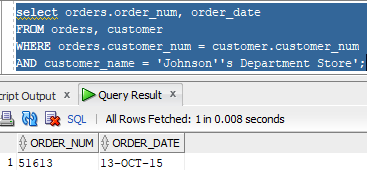 select orders.order_num, order_date
FROM orders, customer
WHERE orders.customer_num = customer.customer_num
AND customer_name = 'Johnson''s Department Store';
cript Output × Query Result ×
SQL | All Rows Fetched: 1 in 0.008 seconds
ORDER_NUM ORDER_DATE
1 51613 13-OCT-15